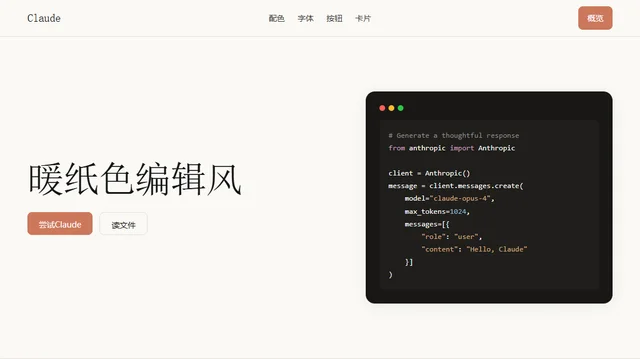 Claude
配色 字体 按钮 卡片
概览
暖纸色编辑风
尝试Claude 读文件
# Generate a thoughtful response
from anthropic import Anthropic
client = Anthropic()
message = client.messages.create(
model="claude-opus-4",
max_tokens=1024,
messages=[{
"role": "user",
"content": "Hello, Claude"
}]
)